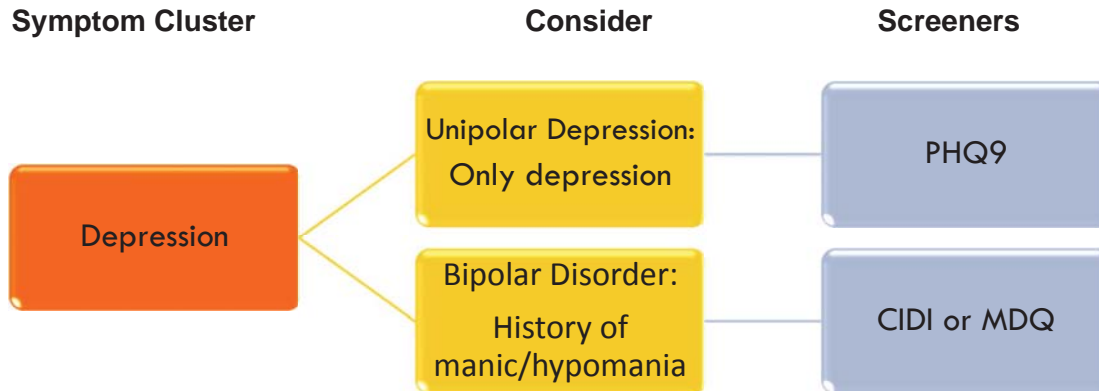 Symptom Cluster
Consider
Screeners
Depression
Unipolar Depression:
Only depression
PHQ9
Bipolar Disorder:
History of
manic/hypomania
CIDI or MDQ